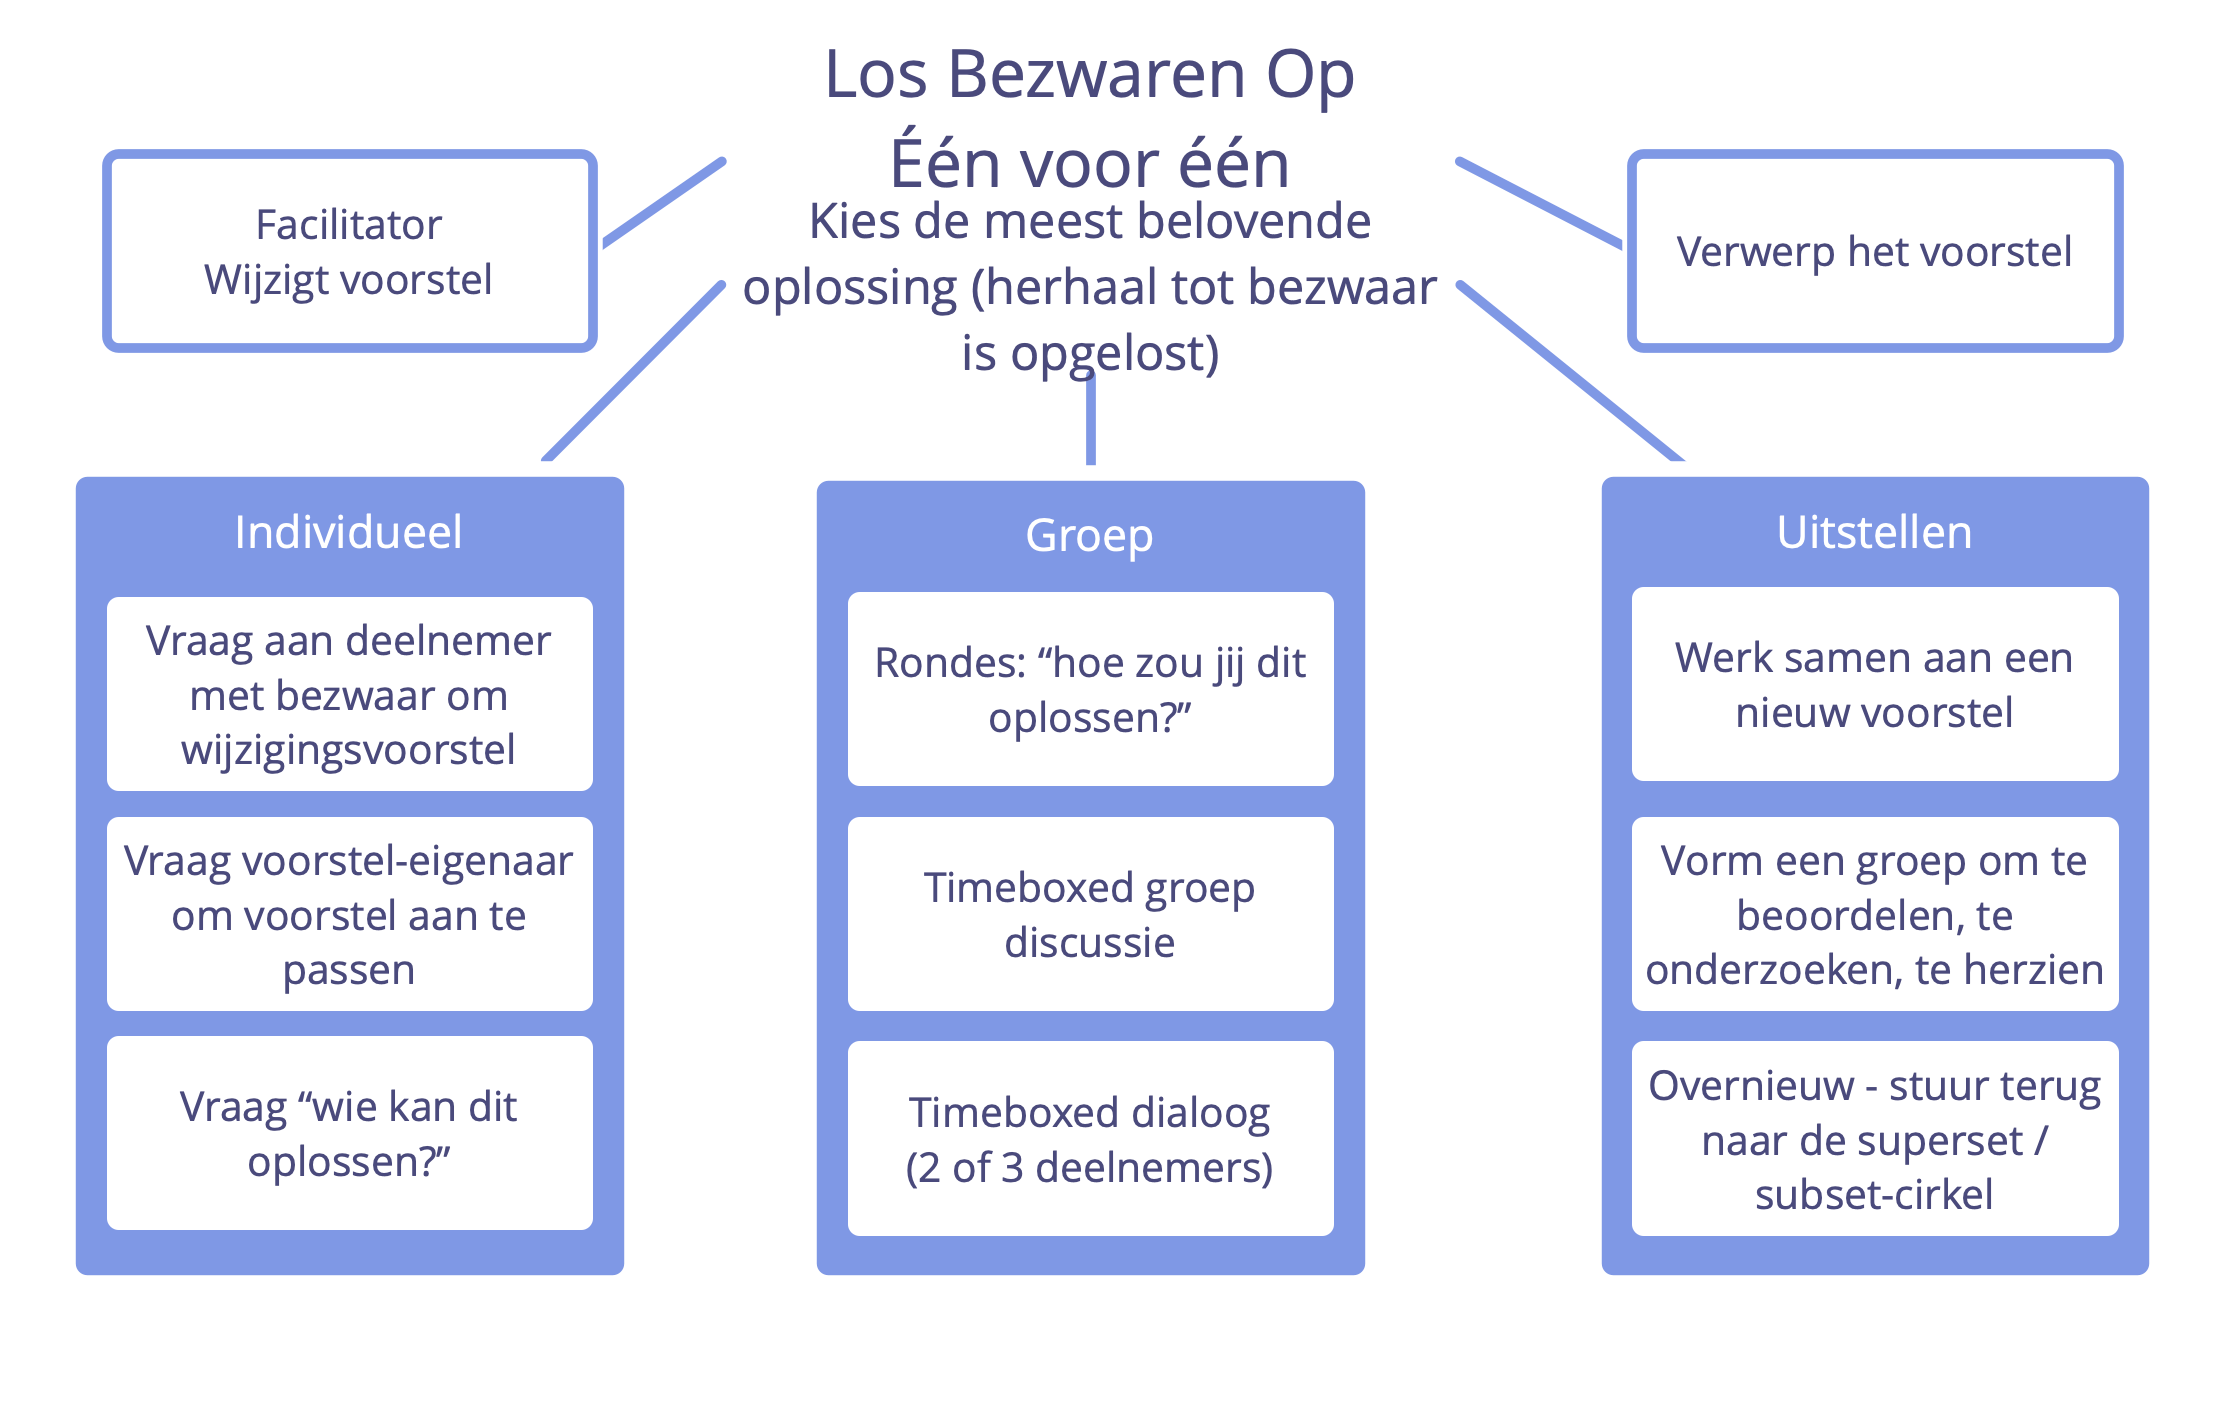 Los Bezwaren Op
Één voor één
Kies de meest belovende
oplossing (herhaal tot bezwaar
is opgelost)
Facilitator
Wijzigt voorstel
Verwerp het voorstel
Individueel
Vraag aan deelnemer
met bezwaar om
wijzigingsvoorstel
Vraag voorstel-eigenaar
om voorstel aan te
passen
Vraag “wie kan dit
oplossen?”
Groep
Rondes: “hoe zou jij dit
oplossen?”
Timeboxed groep
discussie
Timeboxed dialoog
(2 of 3 deelnemers)
Uitstellen
Werk samen aan een
nieuw voorstel
Vorm een groep om te
beoordelen, te
onderzoeken, te herzien
Overnieuw - stuur terug
naar de superset /
subset-cirkel